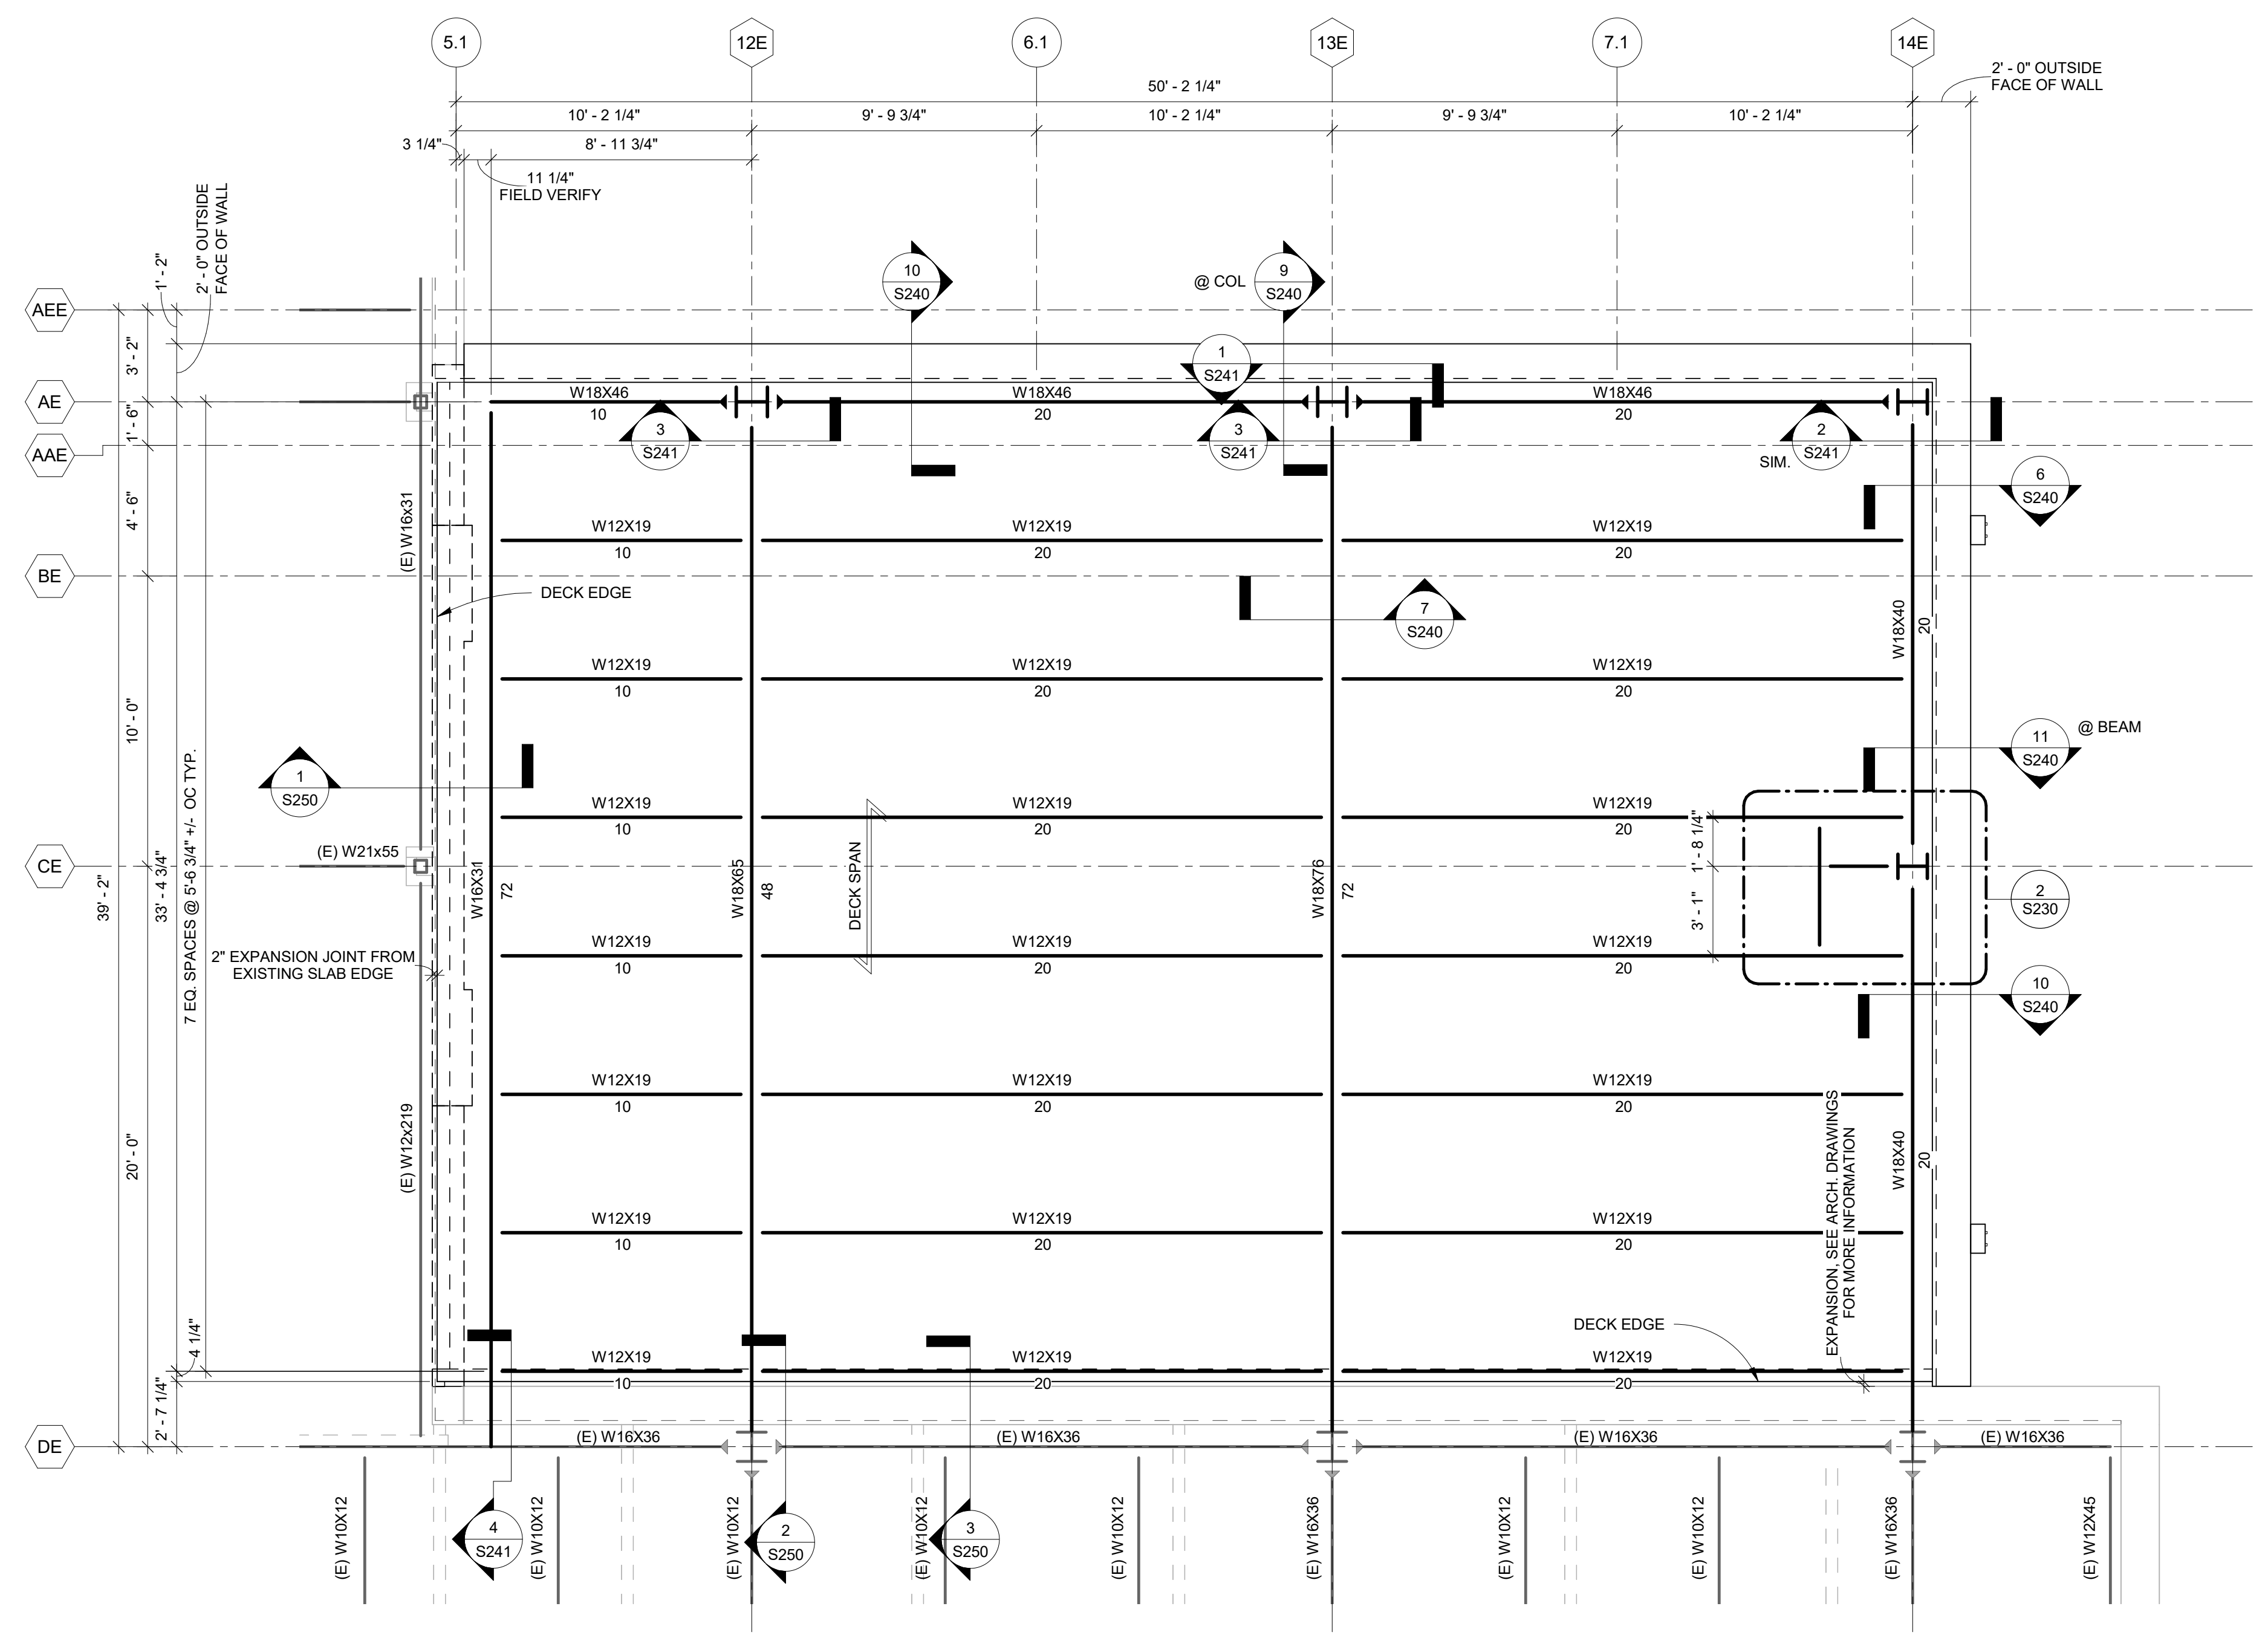 5.1
12E
6.1
13E
7.1
14E
2' - 0" OUTSIDE
FACE OF WALL
50' - 2 1/4"
10' - 2 1/4"
9' - 9 3/4"
10' - 2 1/4"
9' - 9 3/4"
10' - 2 1/4"
3 1/4"
8' - 11 3/4"
11 1/4"
FIELD VERIFY
1' - 2"
2' - 0" OUTSIDE
FACE OF WALL
10
S240
@ COL
9
S240
AEE
3' - 2"
1
S241
AE
W18X46
10
W18X46
20
W18X46
20
1' - 6"
3
S241
3
S241
2
S241
SIM.
AAE
6
S240
4' - 6"
(E) W16x31
W12X19
10
W12X19
20
W12X19
20
BE
DECK EDGE
7
S240
W18X40
20
W12X19
10
W12X19
20
W12X19
20
10' - 0"
7 EQ. SPACES @ 5'-6 3/4" +/-  OC TYP.
1
S250
11
S240
@ BEAM
W12X19
10
W12X19
20
W12X19
20
1' - 8 1/4"
CE
(E) W21x55
W16X31
72
W18X65
48
DECK SPAN
W18X76
72
3' - 1"
2
S230
39' - 2"
33' - 4 3/4"
2" EXPANSION JOINT FROM
EXISTING SLAB EDGE
W12X19
10
W12X19
20
W12X19
20
10
S240
20' - 0"
(E) W12x219
W12X19
10
W12X19
20
W12X19
20
W18X40
20
EXPANSION, SEE ARCH. DRAWINGS
FOR MORE INFORMATION
W12X19
10
W12X19
20
W12X19
20
4 1/4"
DECK EDGE
W12X19
10
W12X19
20
W12X19
20
2' - 7 1/4"
DE
(E) W16X36
(E) W16X36
(E) W16X36
(E) W16X36
(E) W10X12
4
S241
(E) W10X12
(E) W10X12
2
S250
(E) W10X12
3
S250
(E) W10X12
(E) W16X36
(E) W10X12
(E) W10X12
(E) W16X36
(E) W12X45